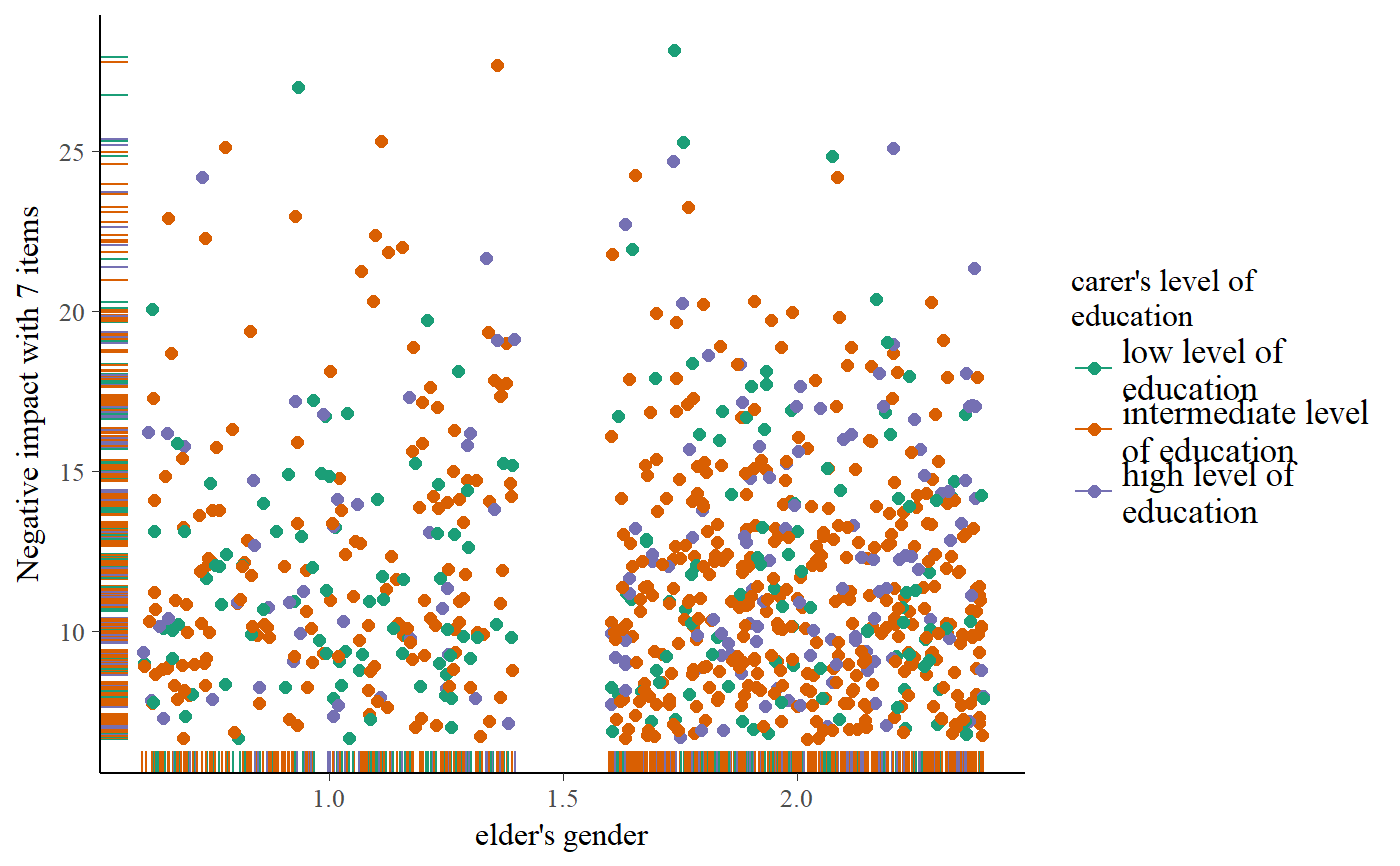 Negative impact with 7 items
25
20
15
10
1.0
1.5
2.0
elder's gender
carer's level of
education
low level of
education
intermediate level
of education
high level of
education